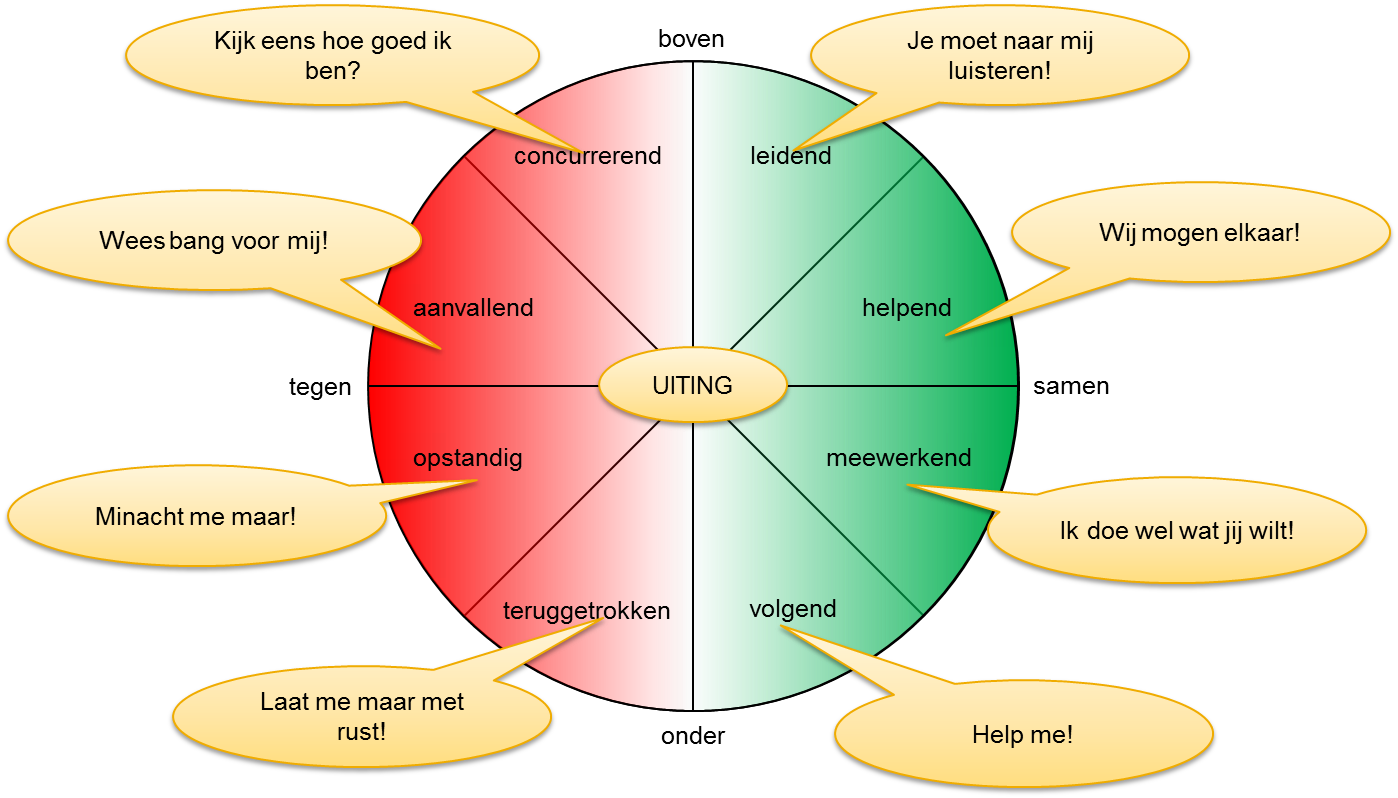 Kijk eens hoe goed ik
ben?
boven
Je moet naar mij
luisteren!
concurrerend
leidend
Wees bang voor mij!
Wij mogen elkaar!
aanvallend
helpend
tegen
UITING
samen
opstandig
meewerkend
Minacht me maar!
Ik doe wel wat jij wilt!
teruggetrokken
volgend
Laat me maar met
rust!
onder
Help me!